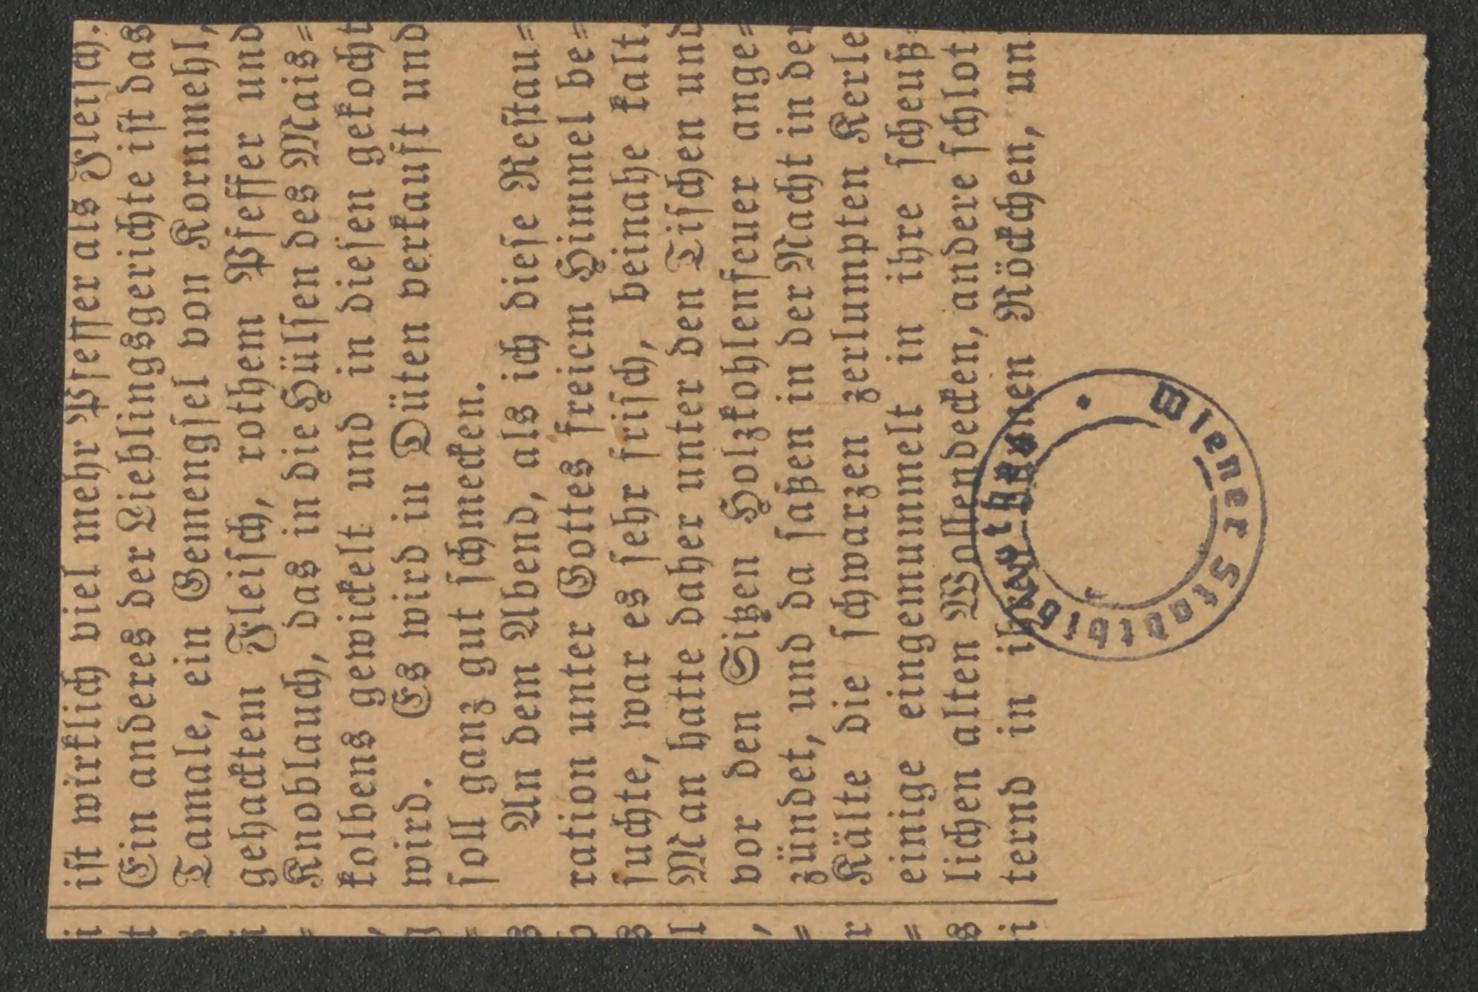 ist wirklich viel mehr Pfeffer als Fleisch.
Ein anderes der Lieblingsgerichte ist das
Tamale, ein Gemengsel von Kornmehl,
gehacktem Fleisch, rothem Pfeffer und
Knoblauch, das in die Hülsen des Mais=
kolbens gewickelt und in diesen gekocht
wird. Es wird in Düten verkauft und
soll ganz gut schmecken.
An dem Abend, als ich diese Restau=
ration unter Gottes freiem Himmel be=
suchte, war es sehr frisch, beinahe kalt.
Man hatte daher unter den Tischen und
vor den Sitzen Holzkohlenfeuer ange=
zündet, und da saßen in der Nacht in der
Kälte die schwarzen zerlumpten Kerle
einige eingemummelt in ihre scheuß=
lichen alten Wollendecken, andere schlot
ternd in Röckchen, un
Wiener Stadtbibliothek